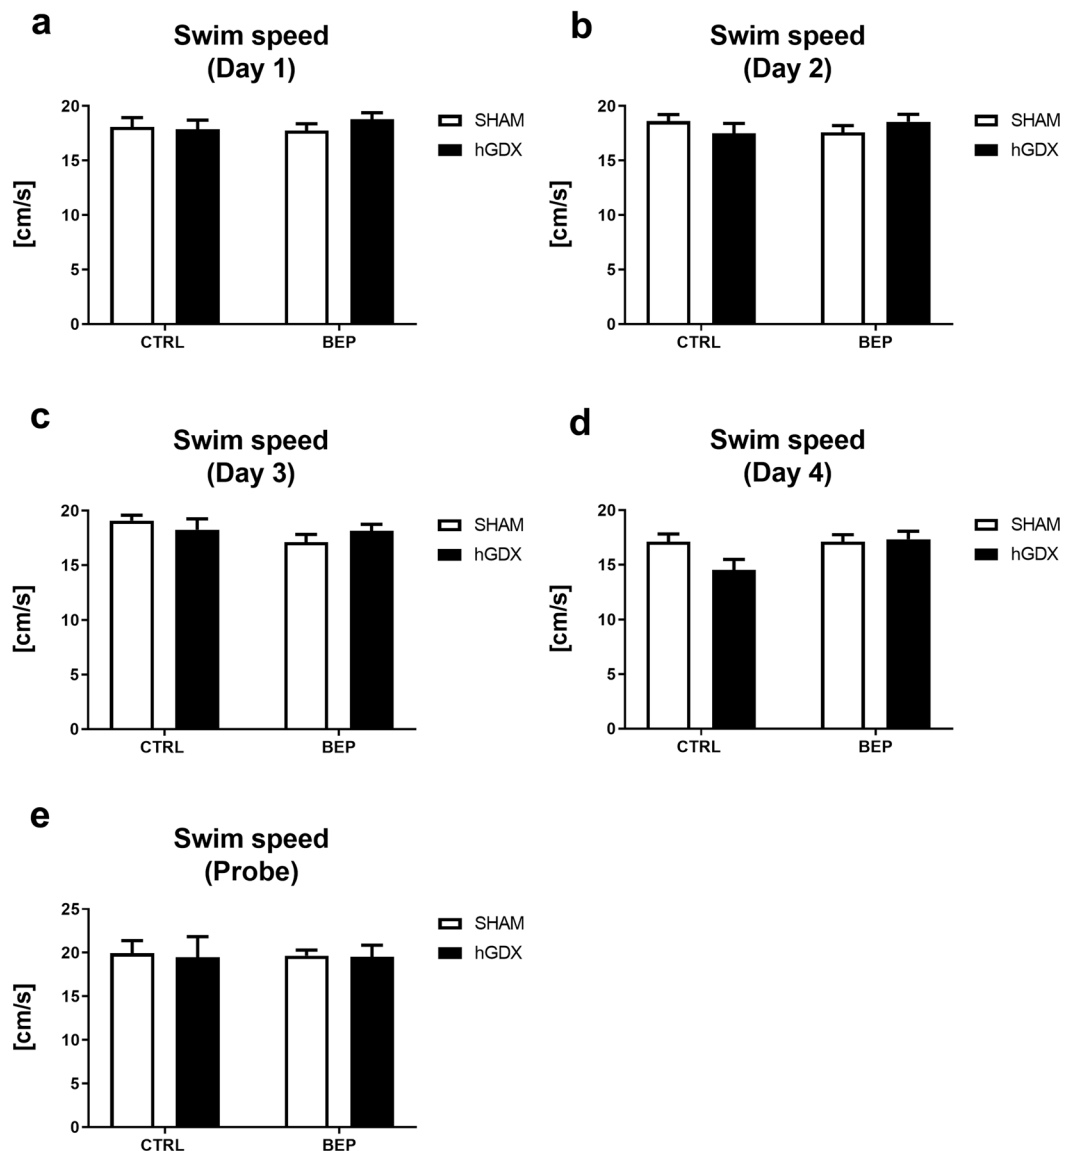 a
Swim speed
(Day 1)
[cm/s]
20
15
10
5
0
CTRL
BEP
SHAM
hGDX
b
Swim speed
(Day 2)
[cm/s]
20
15
10
5
0
CTRL
BEP
SHAM
hGDX
c
Swim speed
(Day 3)
[cm/s]
20
15
10
5
0
CTRL
BEP
SHAM
hGDX
d
Swim speed
(Day 4)
[cm/s]
20
15
10
5
0
CTRL
BEP
SHAM
hGDX
e
Swim speed
(Probe)
[cm/s]
25
20
15
10
5
0
CTRL
BEP
SHAM
hGDX